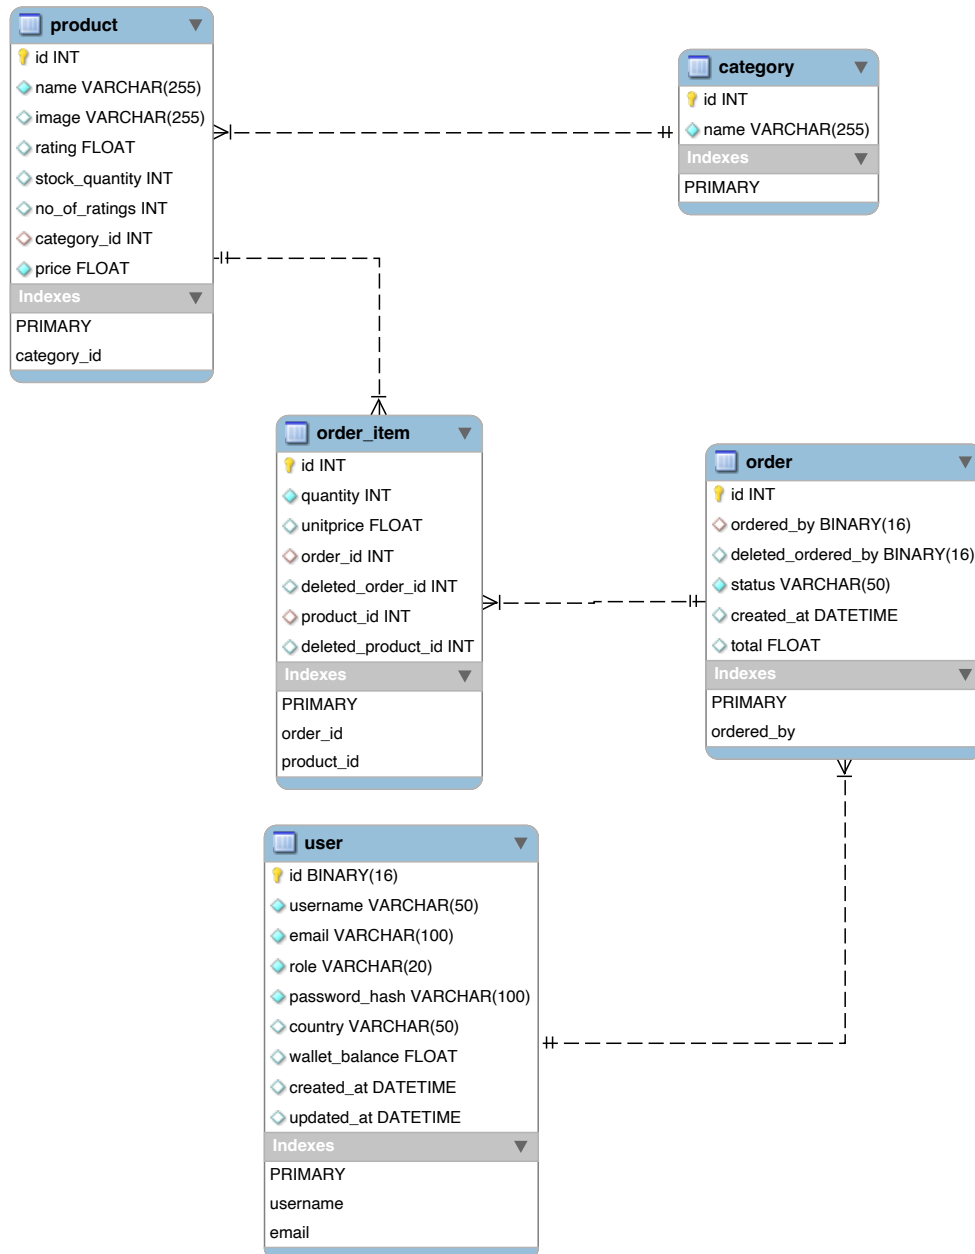 product
id INT
name VARCHAR(255)
image VARCHAR(255)
rating FLOAT
stock_quantity INT
no_of_ratings INT
category_id INT
price FLOAT
Indexes
PRIMARY
category_id
category
id INT
name VARCHAR(255)
Indexes
PRIMARY
order_item
id INT
quantity INT
unitprice FLOAT
order_id INT
deleted_order_id INT
product_id INT
deleted_product_id INT
Indexes
PRIMARY
order_id
product_id
order
id INT
ordered_by BINARY(16)
deleted_ordered_by BINARY(16)
status VARCHAR(50)
created_at DATETIME
total FLOAT
Indexes
PRIMARY
ordered_by
user
id BINARY(16)
username VARCHAR(50)
email VARCHAR(100)
role VARCHAR(20)
password_hash VARCHAR(100)
country VARCHAR(50)
wallet_balance FLOAT
created_at DATETIME
updated_at DATETIME
Indexes
PRIMARY
username
email